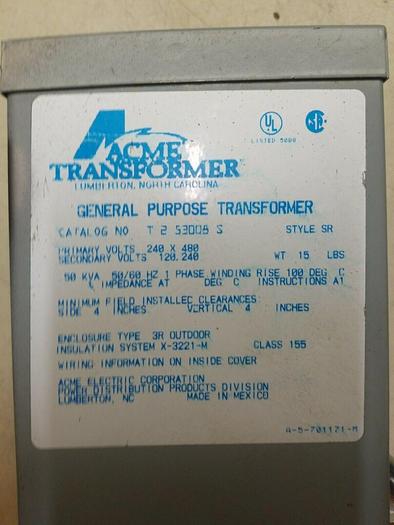 ACME
TRANSFORMER
LUMBERTON, NORTH CAROLINA
UL
LISTED 5000
GENERAL PURPOSE TRANSFORMER
CATALOG NO T 2 53008 S STYLE SR
PRIMARY VOLTS 240 X 480
SECONDARY VOLTS 120,240 WT 15 LBS
.50 KVA 50/60 HZ 1 PHASE WINDING RISE 100 DEG C
% IMPEDANCE AT DEG C INSTRUCTIONS A1
MINIMUM FIELD INSTALLED CLEARANCES:
SIDE 4 INCHES VERTICAL 4 INCHES
ENCLOSURE TYPE 3R OUTDOOR
INSULATION SYSTEM X-3221-M CLASS 155
WIRING INFORMATION ON INSIDE COVER
ACME ELECTRIC CORPORATION
POWER DISTRIBUTION PRODUCTS DIVISION
LUMBERTON, NC MADE IN MEXICO
A-5-701171-M